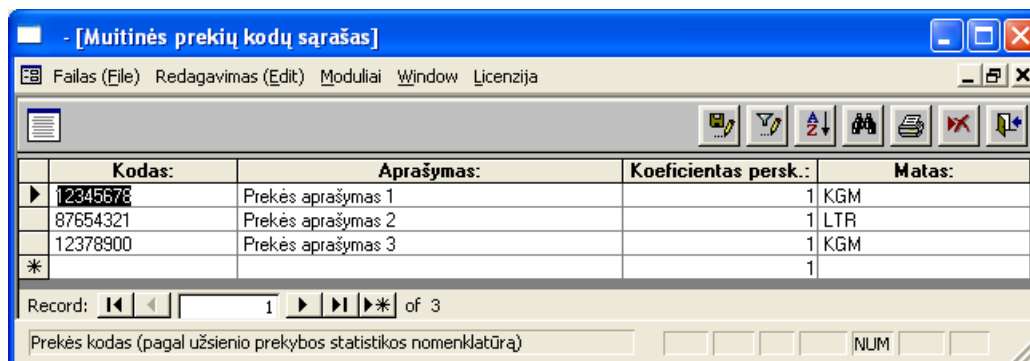 - [Muitinės prekių kodų sąrašas]
Failas (File) Redagavimas (Edit) Moduliai Window Licenzija
Kodas: Aprašymas: Koeficientas persk.: Matas:
12345678 Prekės aprašymas 1 1 KGM
87654321 Prekės aprašymas 2 1 LTR
12378900 Prekės aprašymas 3 1 KGM
1
Record: 1 of 3
Prekės kodas (pagal užsienio prekybos statistikos nomenklatūrą) NUM